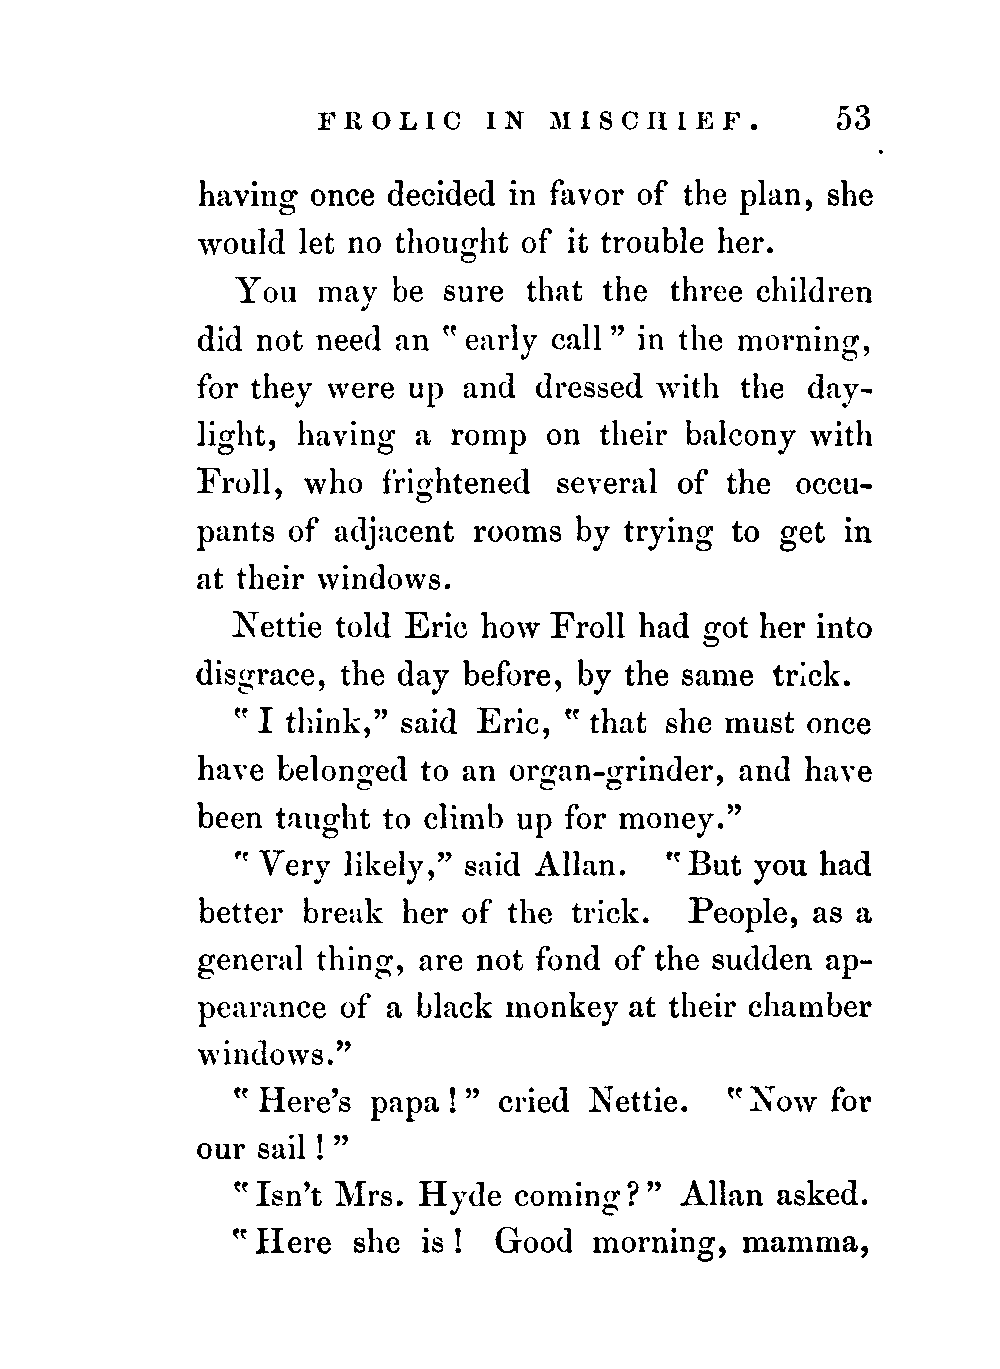 FROLIC IN MISCHIEF. 53
having once decided in favor of the plan, she
would let no thought of it trouble her.
You may be sure that the three children
did not need an "early call" in the morning,
for they were up and dressed with the day-
light, having a romp on their balcony with
Froll, who frightened several of the occu-
pants of adjacent rooms by trying to get in
at their windows.
Nettie told Eric how Froll had got her into
disgrace, the day before, by the same trick.
"I think," said Eric, "that she must once
have belonged to an organ-grinder, and have
been taught to climb up for money."
"Very likely," said Allan. "But you had
better break her of the trick. People, as a
general thing, are not fond of the sudden ap-
pearance of a black monkey at their chamber
windows."
"Here's papa!" cried Nettie. "Now for
our sail!"
"Isn't Mrs. Hyde coming?" Allan asked.
"Here she is! Good morning, mamma,